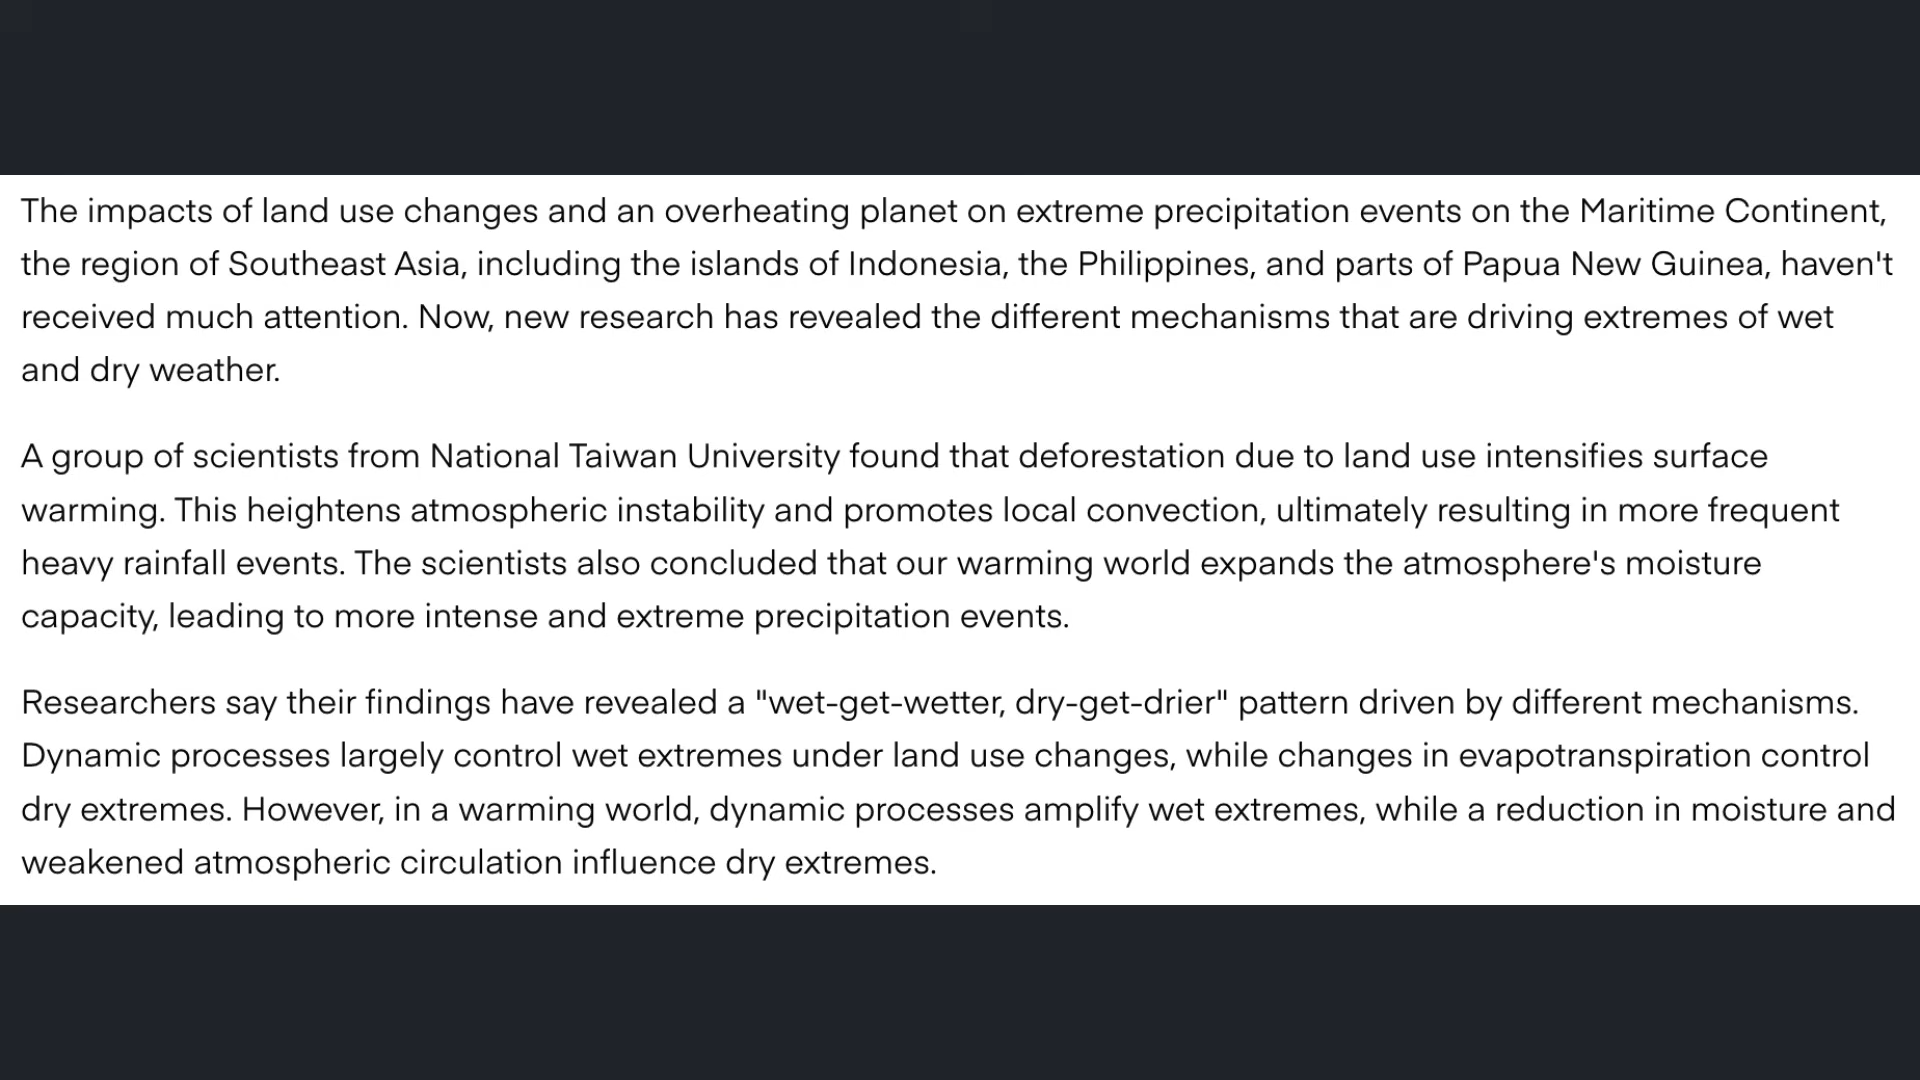 The impacts of land use changes and an overheating planet on extreme precipitation events on the Maritime Continent,
the region of Southeast Asia, including the islands of Indonesia, the Philippines, and parts of Papua New Guinea, haven't
received much attention. Now, new research has revealed the different mechanisms that are driving extremes of wet
and dry weather.
A group of scientists from National Taiwan University found that deforestation due to land use intensifies surface
warming. This heightens atmospheric instability and promotes local convection, ultimately resulting in more frequent
heavy rainfall events. The scientists also concluded that our warming world expands the atmosphere's moisture
capacity, leading to more intense and extreme precipitation events.
Researchers say their findings have revealed a "wet-get-wetter, dry-get-drier" pattern driven by different mechanisms.
Dynamic processes largely control wet extremes under land use changes, while changes in evapotranspiration control
dry extremes. However, in a warming world, dynamic processes amplify wet extremes, while a reduction in moisture and
weakened atmospheric circulation influence dry extremes.